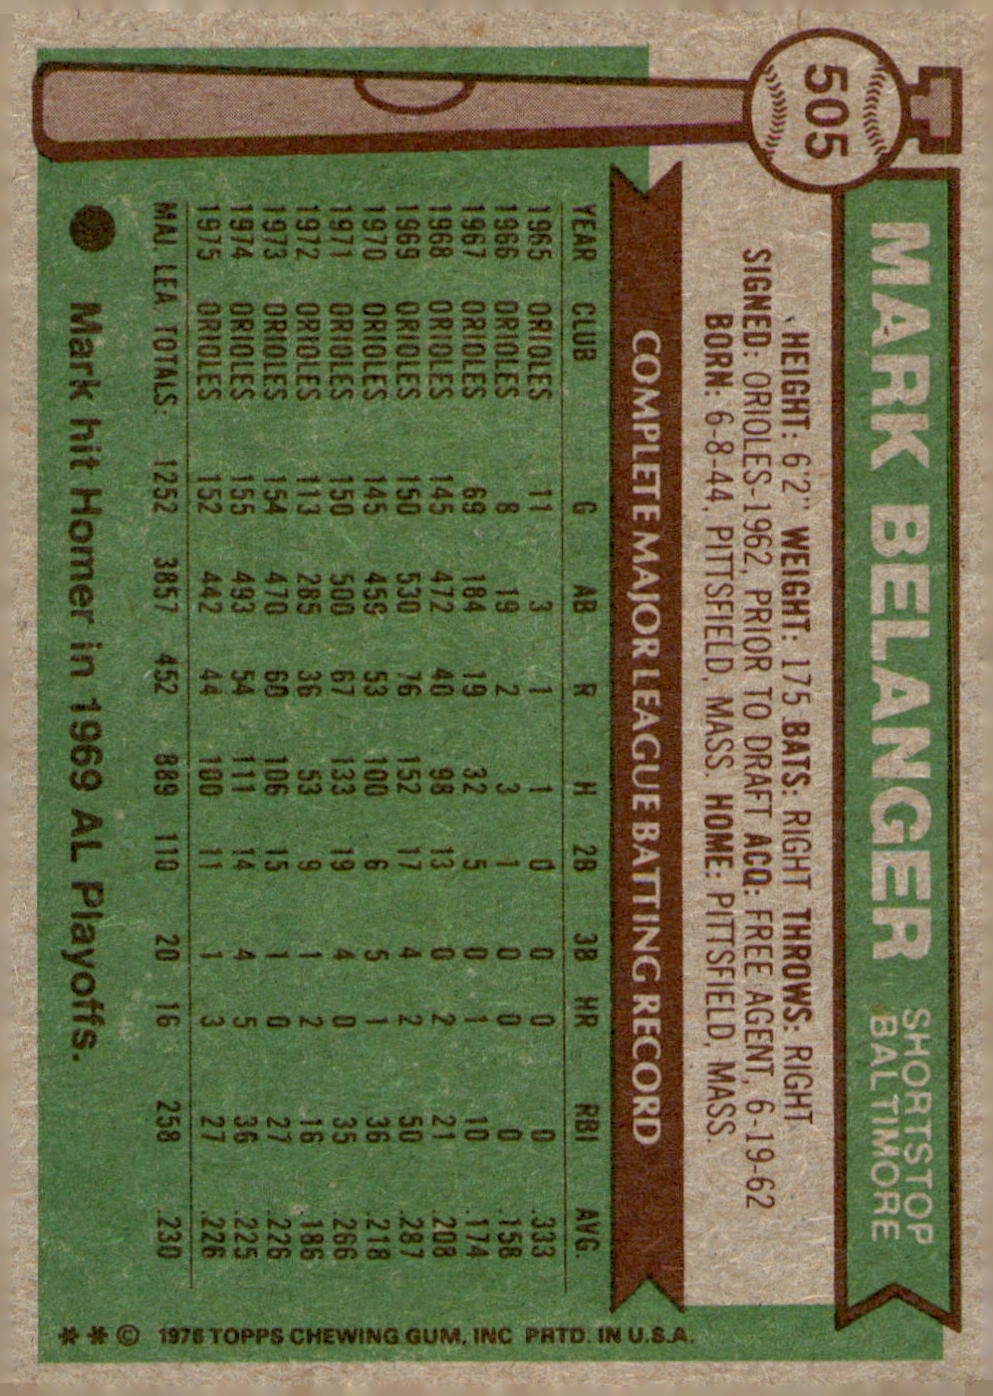 505
MARK BELANGER
SHORTSTOP
BALTIMORE
HEIGHT: 6'2" WEIGHT: 175 BATS: RIGHT THROWS: RIGHT
SIGNED: ORIOLES-1962, PRIOR TO DRAFT ACQ: FREE AGENT, 6-19-62
BORN: 6-8-44, PITTSFIELD, MASS. HOME: PITTSFIELD, MASS.
COMPLETE MAJOR LEAGUE BATTING RECORD
YEAR CLUB G AB R H 2B 3B HR RBI AVG.
1965 ORIOLES 11 3 1 1 0 0 0 0 .333
1966 ORIOLES 8 19 2 3 1 0 0 0 .158
1967 ORIOLES 69 184 19 32 5 0 1 10 .174
1968 ORIOLES 145 472 40 98 13 0 2 21 .208
1969 ORIOLES 150 530 76 152 17 4 2 50 .287
1970 ORIOLES 145 459 53 100 6 5 1 36 .218
1971 ORIOLES 150 500 67 133 19 4 0 35 .266
1972 ORIOLES 113 285 36 53 9 1 2 16 .186
1973 ORIOLES 154 470 60 106 15 1 0 27 .226
1974 ORIOLES 155 493 54 111 14 4 5 36 .225
1975 ORIOLES 152 442 44 100 11 1 3 27 .226
MAJ. LEA. TOTALS: 1252 3857 452 889 110 20 16 258 .230
Mark hit Homer in 1969 AL Playoffs.
** © 1976 TOPPS CHEWING GUM, INC PRTD. IN U.S.A.